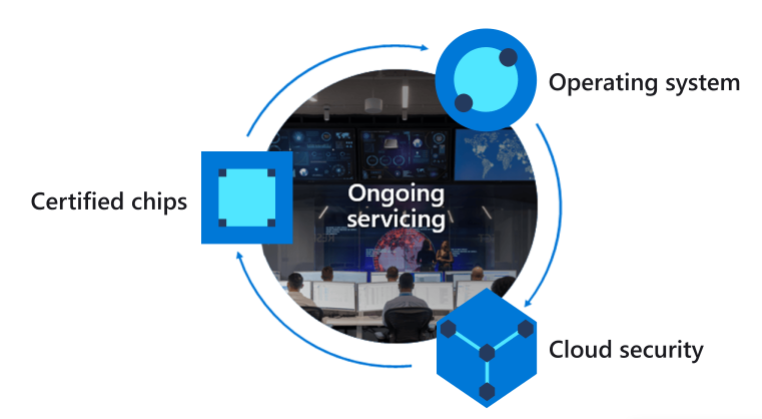 Operating system
Certified chips
Ongoing
servicing
Cloud security